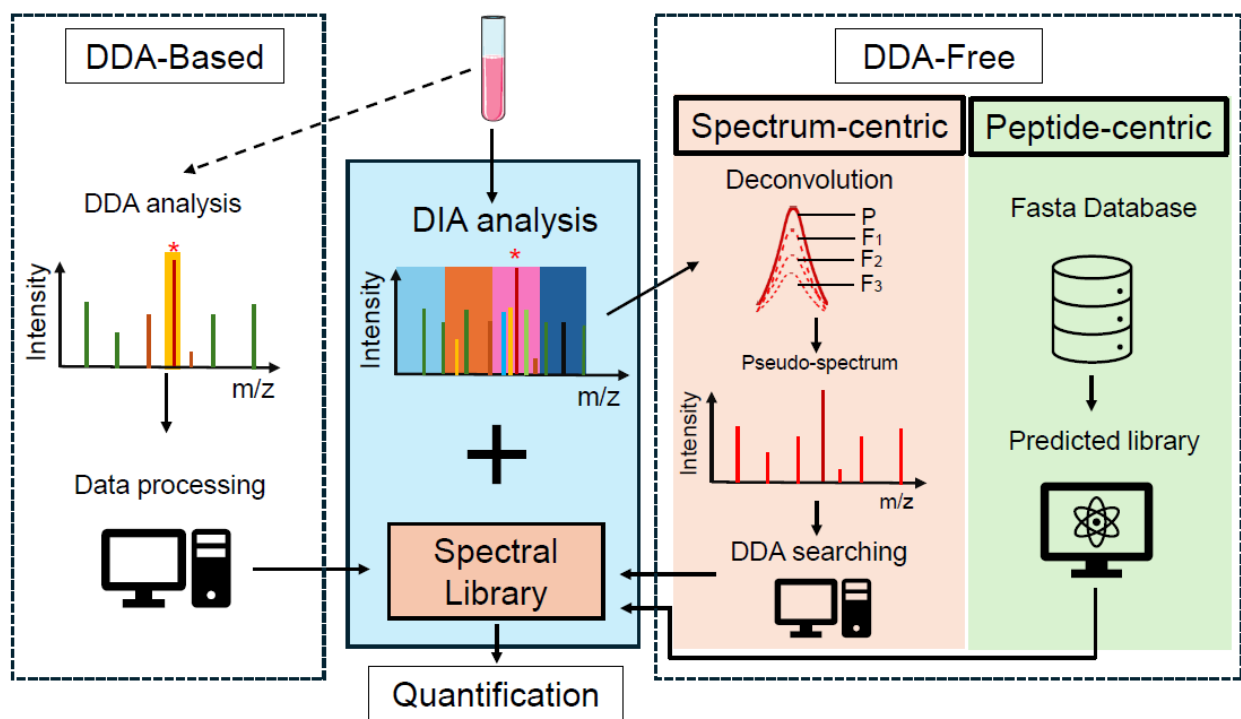 DDA-Based
DDA analysis
*
Intensity
m/z
Data processing
DIA analysis
*
Intensity
m/z
+
Spectral
Library
Quantification
DDA-Free
Spectrum-centric
Deconvolution
P
F1
F2
F3
Pseudo-spectrum
Intensity
m/z
DDA searching
Peptide-centric
Fasta Database
Predicted library